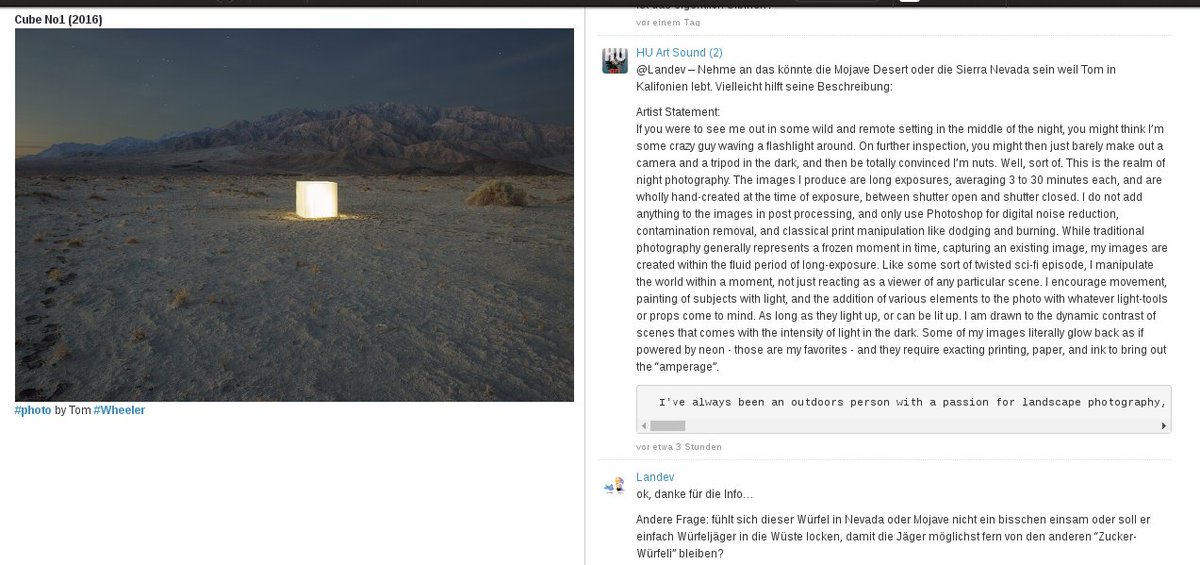 Cube No1 (2016)
#photo by Tom #Wheeler
vor einem Tag
HU Art Sound (2)
@Landev – Nehme an das könnte die Mojave Desert oder die Sierra Nevada sein weil Tom in
Kalifonien lebt. Vielleicht hilft seine Beschreibung:
Artist Statement:
If you were to see me out in some wild and remote setting in the middle of the night, you might think I'm
some crazy guy waving a flashlight around. On further inspection, you might then just barely make out a
camera and a tripod in the dark, and then be totally convinced I'm nuts. Well, sort of. This is the realm of
night photography. The images I produce are long exposures, averaging 3 to 30 minutes each, and are
wholly hand-created at the time of exposure, between shutter open and shutter closed. I do not add
anything to the images in post processing, and only use Photoshop for digital noise reduction,
contamination removal, and classical print manipulation like dodging and burning. While traditional
photography generally represents a frozen moment in time, capturing an existing image, my images are
created within the fluid period of long-exposure. Like some sort of twisted sci-fi episode, I manipulate
the world within a moment, not just reacting as a viewer of any particular scene. I encourage movement,
painting of subjects with light, and the addition of various elements to the photo with whatever light-tools
or props come to mind. As long as they light up, or can be lit up. I am drawn to the dynamic contrast of
scenes that comes with the intensity of light in the dark. Some of my images literally glow back as if
powered by neon - those are my favorites - and they require exacting printing, paper, and ink to bring out
the “amperage”.
I've always been an outdoors person with a passion for landscape photography,
vor etwa 3 Stunden
Landev
ok, danke für die Info…
Andere Frage: fühlt sich dieser Würfel in Nevada oder Mojave nicht ein bisschen einsam oder soll er
einfach Würfeljäger in die Wüste locken, damit die Jäger möglichst fern von den anderen “Zucker-
Würfeli” bleiben?